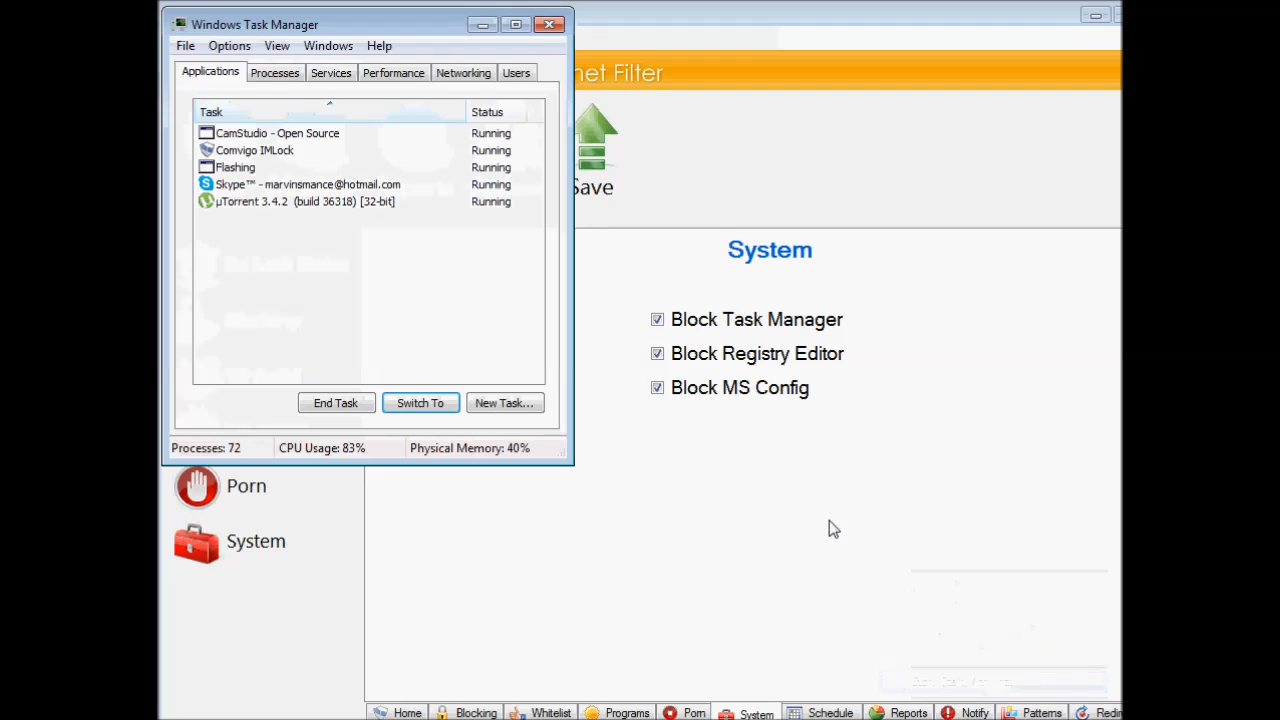 Windows Task Manager
File Options View Windows Help
Applications Processes Services Performance Networking Users
Task Status
CamStudio - Open Source Running
Comvigo IMLock Running
Flashing Running
Skype™ - marvinsmance@hotmail.com Running
µTorrent 3.4.2 (build 36318) [32-bit] Running
End Task Switch To New Task...
Processes: 72 CPU Usage: 83% Physical Memory: 40%
net Filter
Save
System
Block Task Manager
Block Registry Editor
Block MS Config
Porn
System
Home Blocking Whitelist Programs Porn System Schedule Reports Notify Patterns Redir